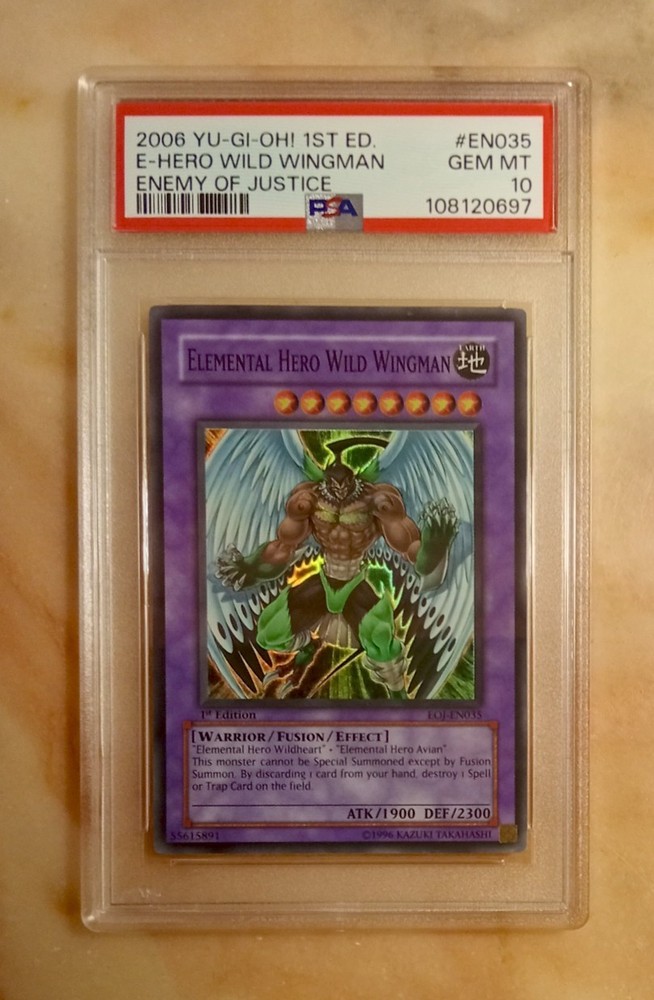 2006 YU-GI-OH! 1ST ED. #EN035
E-HERO WILD WINGMAN GEM MT
ENEMY OF JUSTICE 10
PSA 108120697
ELEMENTAL HERO WILD WINGMAN
EARTH
地
1st Edition EOJ-EN035
[WARRIOR/FUSION/EFFECT]
"Elemental Hero Wildheart" + "Elemental Hero Avian"
This monster cannot be Special Summoned except by Fusion
Summon. By discarding 1 card from your hand, destroy 1 Spell
or Trap Card on the field.
ATK/1900 DEF/2300
55615891 ©1996 KAZUKI TAKAHASHI